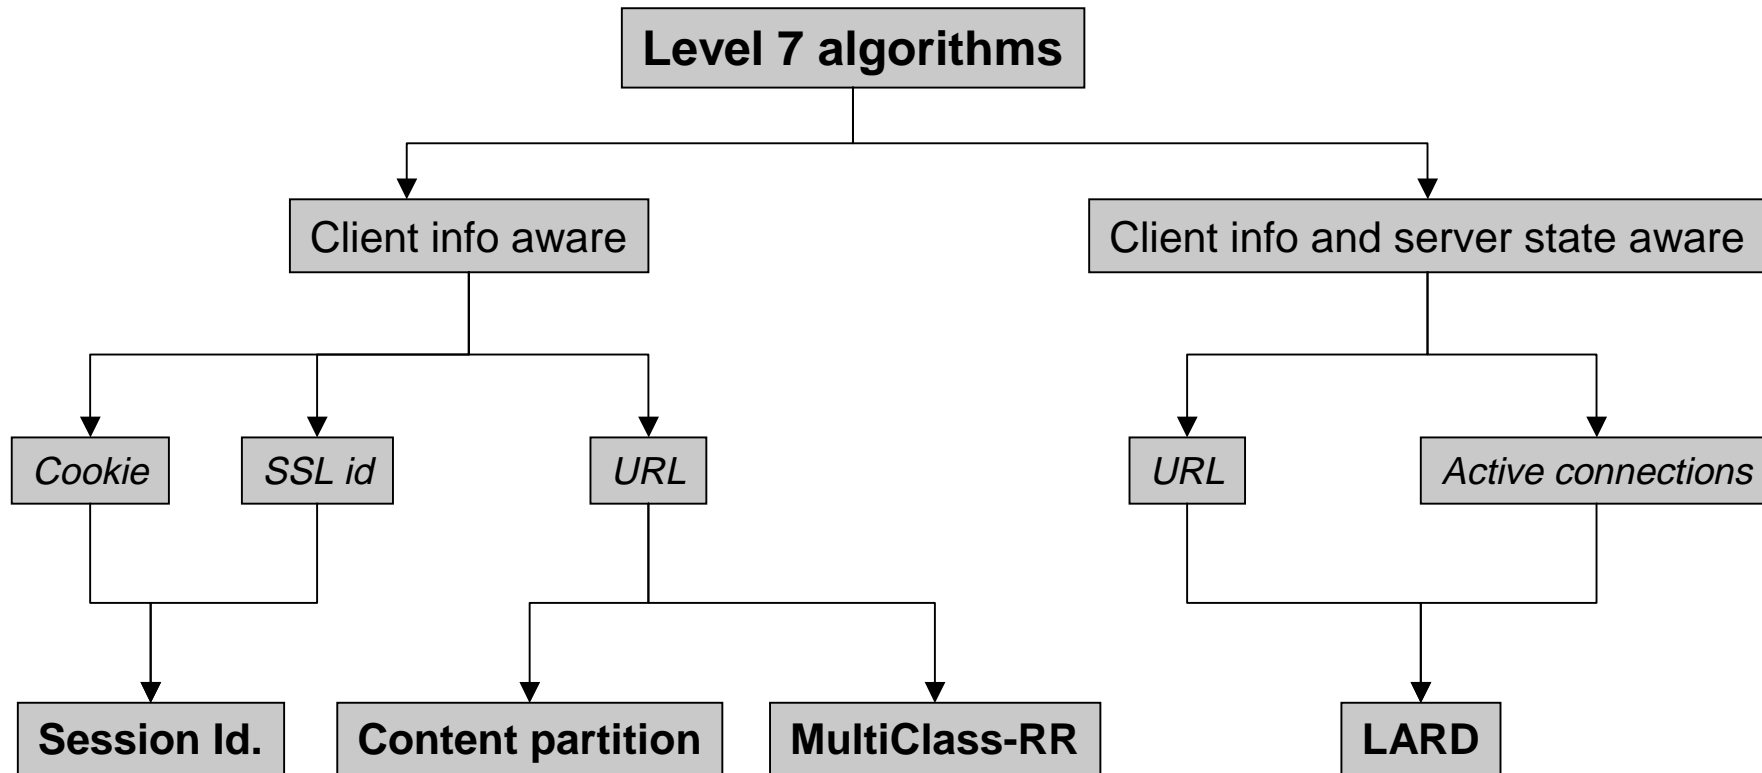 Level 7 algorithms
Client info aware
Client info and server state aware
Cookie
SSL id
URL
URL
Active connections
Session Id.
Content partition
MultiClass-RR
LARD